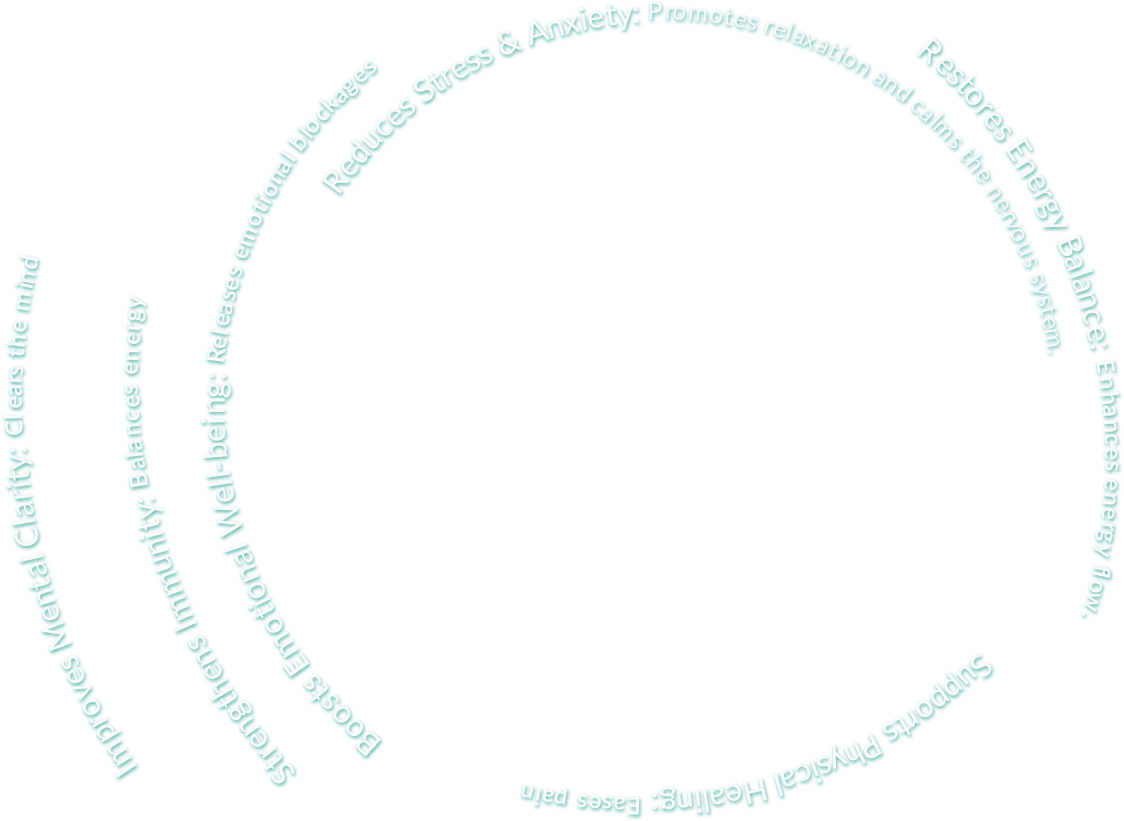 Reduces Stress & Anxiety: Promotes relaxation and calms the nervous system.
Restores Energy Balance: Enhances energy flow.
Supports Physical Healing: Eases pain
Boosts Emotional Well-being: Releases emotional blockages
Strengthens Immunity: Balances energy
Improves Mental Clarity: Clears the mind